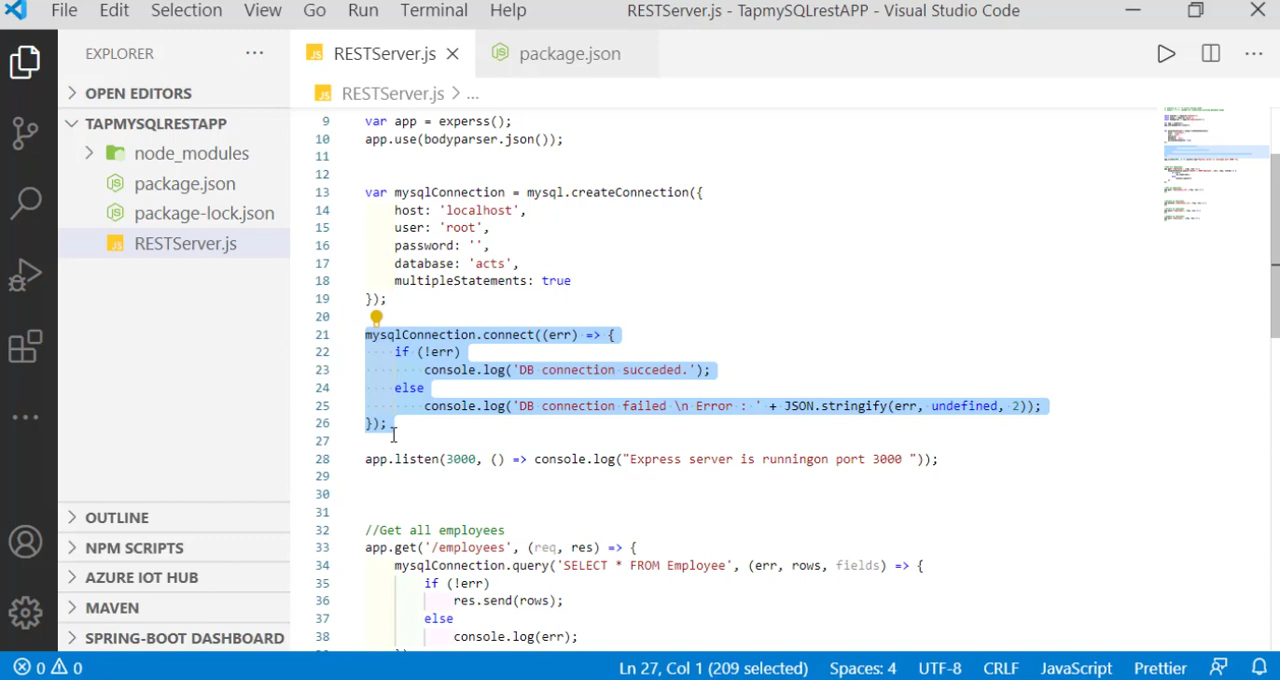 File Edit Selection View Go Run Terminal Help RESTServer.js - TapmySQLrestAPP - Visual Studio Code
EXPLORER
RESTServer.js
package.json
OPEN EDITORS
RESTServer.js > ...
TAPMYSQLRESTAPP
node_modules
package.json
package-lock.json
RESTServer.js
OUTLINE
NPM SCRIPTS
AZURE IOT HUB
MAVEN
SPRING-BOOT DASHBOARD
9 var app = experss();
10 app.use(bodyparser.json());
11
12
13 var mysqlConnection = mysql.createConnection({
14 host: 'localhost',
15 user: 'root',
16 password: '',
17 database: 'acts',
18 multipleStatements: true
19 });
20
21 mysqlConnection.connect((err) => {
22 if (!err)
23 console.log('DB connection succeded.');
24 else
25 console.log('DB connection failed \n Error : ' + JSON.stringify(err, undefined, 2));
26 });
27
28 app.listen(3000, () => console.log("Express server is runningon port 3000 "));
29
30
31
32 //Get all employees
33 app.get('/employees', (req, res) => {
34 mysqlConnection.query('SELECT * FROM Employee', (err, rows, fields) => {
35 if (!err)
36 res.send(rows);
37 else
38 console.log(err);
0 0 Ln 27, Col 1 (209 selected) Spaces: 4 UTF-8 CRLF JavaScript Prettier